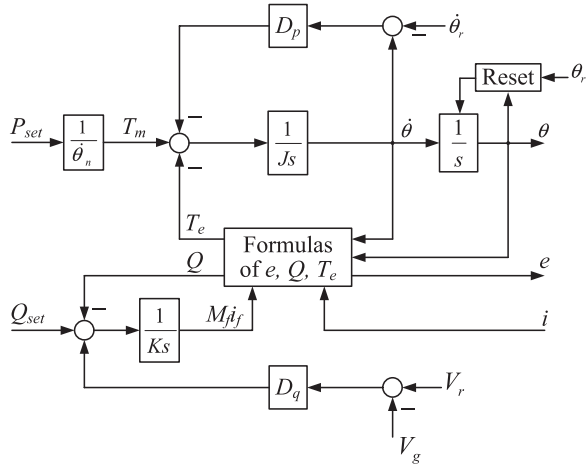 D_p
θ̇_r
Reset
θ_r
P_set
1
θ̇_n
T_m
1
Js
θ̇
1
s
θ
T_e
Formulas
of e, Q, T_e
Q
e
Q_set
1
Ks
M_f i_f
i
D_q
V_r
V_g